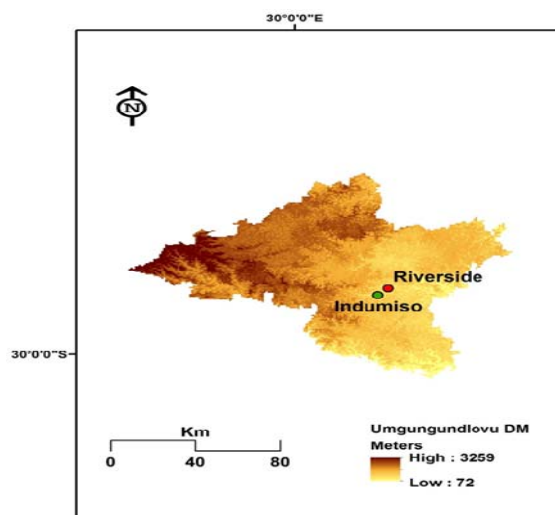 30°0'0"E
N
Riverside
Indumiso
30°0'0"S
Km
0 40 80
Umgungundlovu DM
Meters
High : 3259
Low : 72